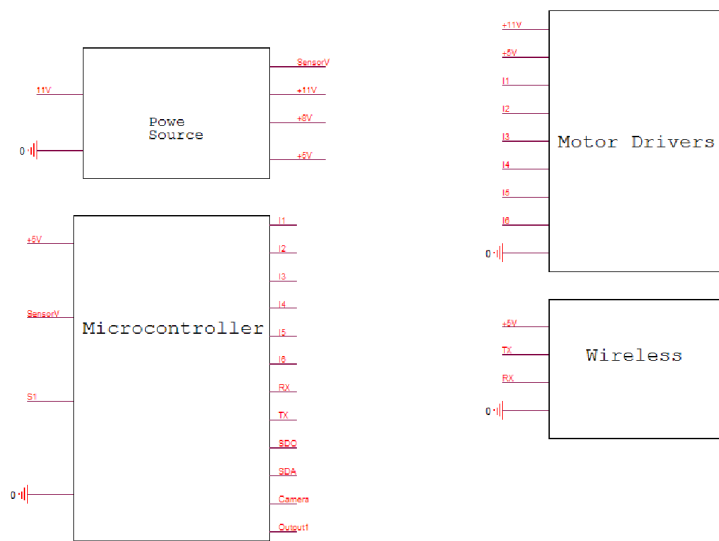 SensorV
11V
+11V
+8V
+5V
0
Powe
Source
+11V
I1
I2
I3
I4
I5
I6
0
Motor Drivers
+5V
SensorV
S1
0
Microcontroller
I1
I2
I3
I4
I5
I6
RX
TX
SDO
SDA
Camera
Output1
+5V
TX
RX
0
Wireless